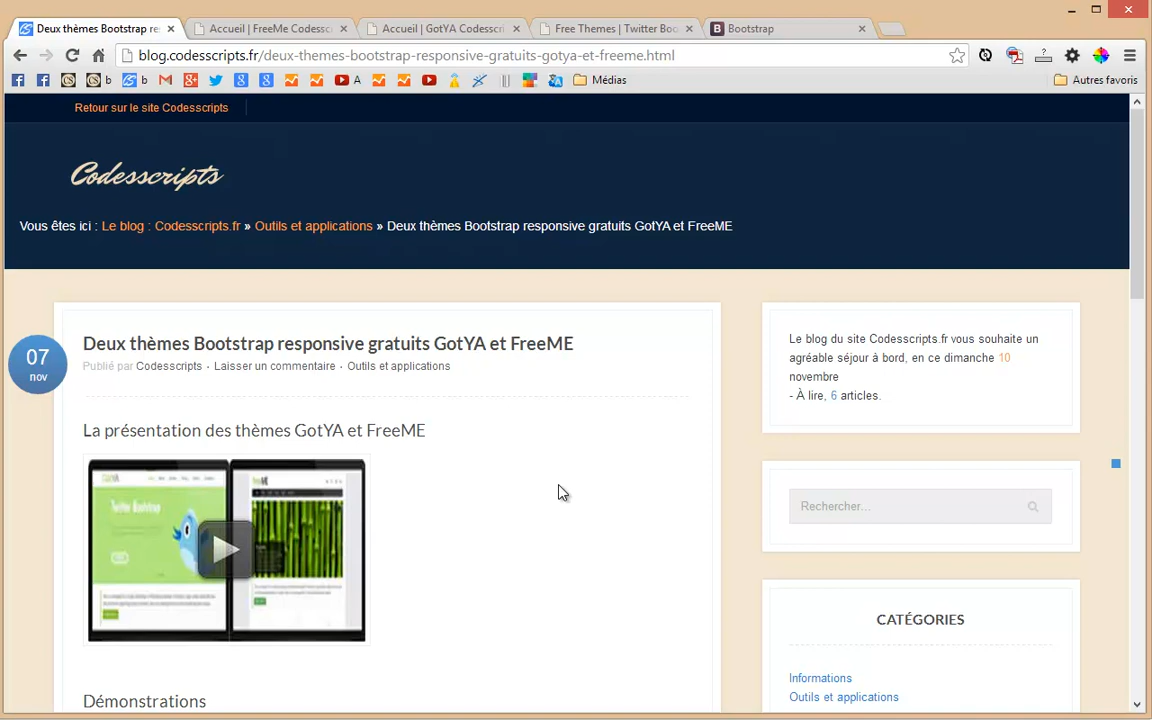 Deux thèmes Bootstrap re
Accueil | FreeMe Codessc
Accueil | GotYA Codesscri
Free Themes | Twitter Boo
Bootstrap
blog.codesscripts.fr/deux-themes-bootstrap-responsive-gratuits-gotya-et-freeme.html
b
b
A
Médias
Autres favoris
Retour sur le site Codesscripts
Codesscripts
Vous êtes ici : Le blog : Codesscripts.fr » Outils et applications » Deux thèmes Bootstrap responsive gratuits GotYA et FreeME
07
nov
Deux thèmes Bootstrap responsive gratuits GotYA et FreeME
Publié par Codesscripts - Laisser un commentaire - Outils et applications
La présentation des thèmes GotYA et FreeME
Twitter Bootstrap
Démonstrations
Le blog du site Codesscripts.fr vous souhaite un
agréable séjour à bord, en ce dimanche 10
novembre
- À lire, 6 articles.
Rechercher...
CATÉGORIES
Informations
Outils et applications